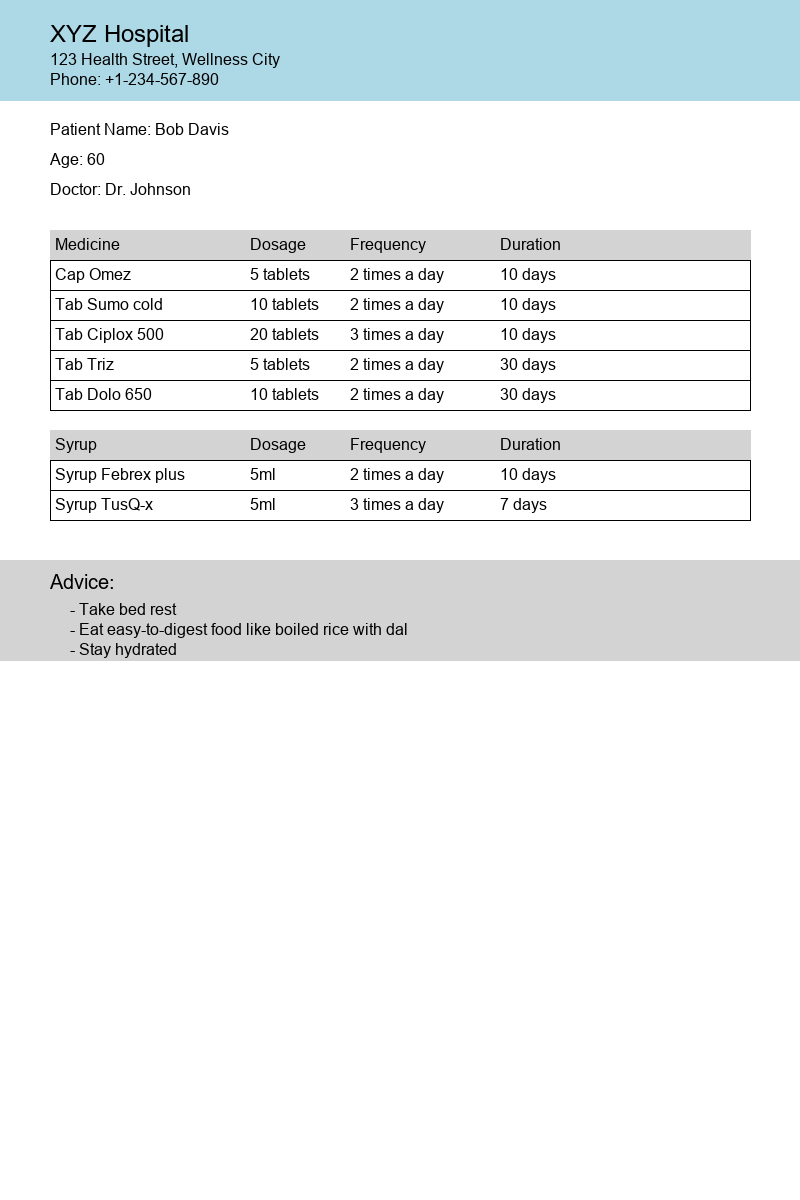 XYZ Hospital
123 Health Street, Wellness City
Phone: +1-234-567-890
Patient Name: Bob Davis
Age: 60
Doctor: Dr. Johnson
Medicine Dosage Frequency Duration
Cap Omez 5 tablets 2 times a day 10 days
Tab Sumo cold 10 tablets 2 times a day 10 days
Tab Ciplox 500 20 tablets 3 times a day 10 days
Tab Triz 5 tablets 2 times a day 30 days
Tab Dolo 650 10 tablets 2 times a day 30 days
Syrup Dosage Frequency Duration
Syrup Febrex plus 5ml 2 times a day 10 days
Syrup TusQ-x 5ml 3 times a day 7 days
Advice:
- Take bed rest
- Eat easy-to-digest food like boiled rice with dal
- Stay hydrated